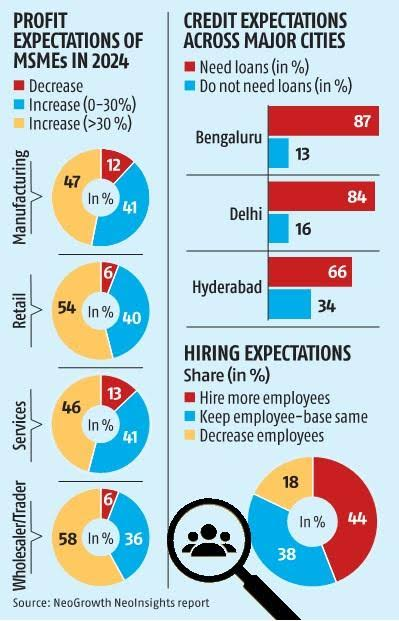 PROFIT
EXPECTATIONS OF
MSMEs IN 2024
Decrease
Increase (0-30%)
Increase (>30 %)
Manufacturing
12
47
In %
41
Retail
6
54
In %
40
Services
13
46
In %
41
Wholesaler/Trader
6
58
In %
36
CREDIT EXPECTATIONS
ACROSS MAJOR CITIES
Need loans (in %)
Do not need loans (in %)
Bengaluru
87
13
Delhi
84
16
Hyderabad
66
34
HIRING EXPECTATIONS
Share (in %)
Hire more employees
Keep employee-base same
Decrease employees
18
In %
44
38
Source: NeoGrowth NeoInsights report